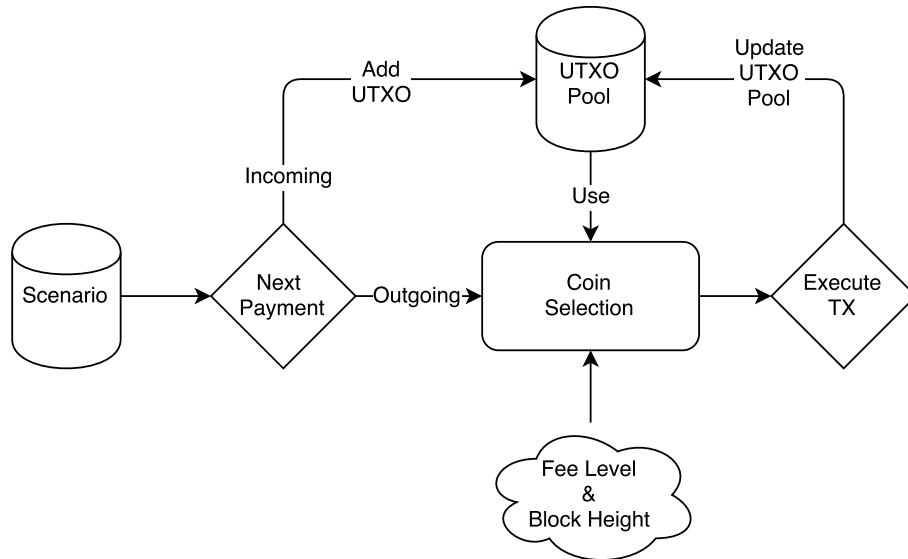 Add
UTXO
UTXO
Pool
Update
UTXO
Pool
Incoming
Use
Scenario
Next
Payment
Outgoing
Coin
Selection
Execute
TX
Fee Level
&
Block Height